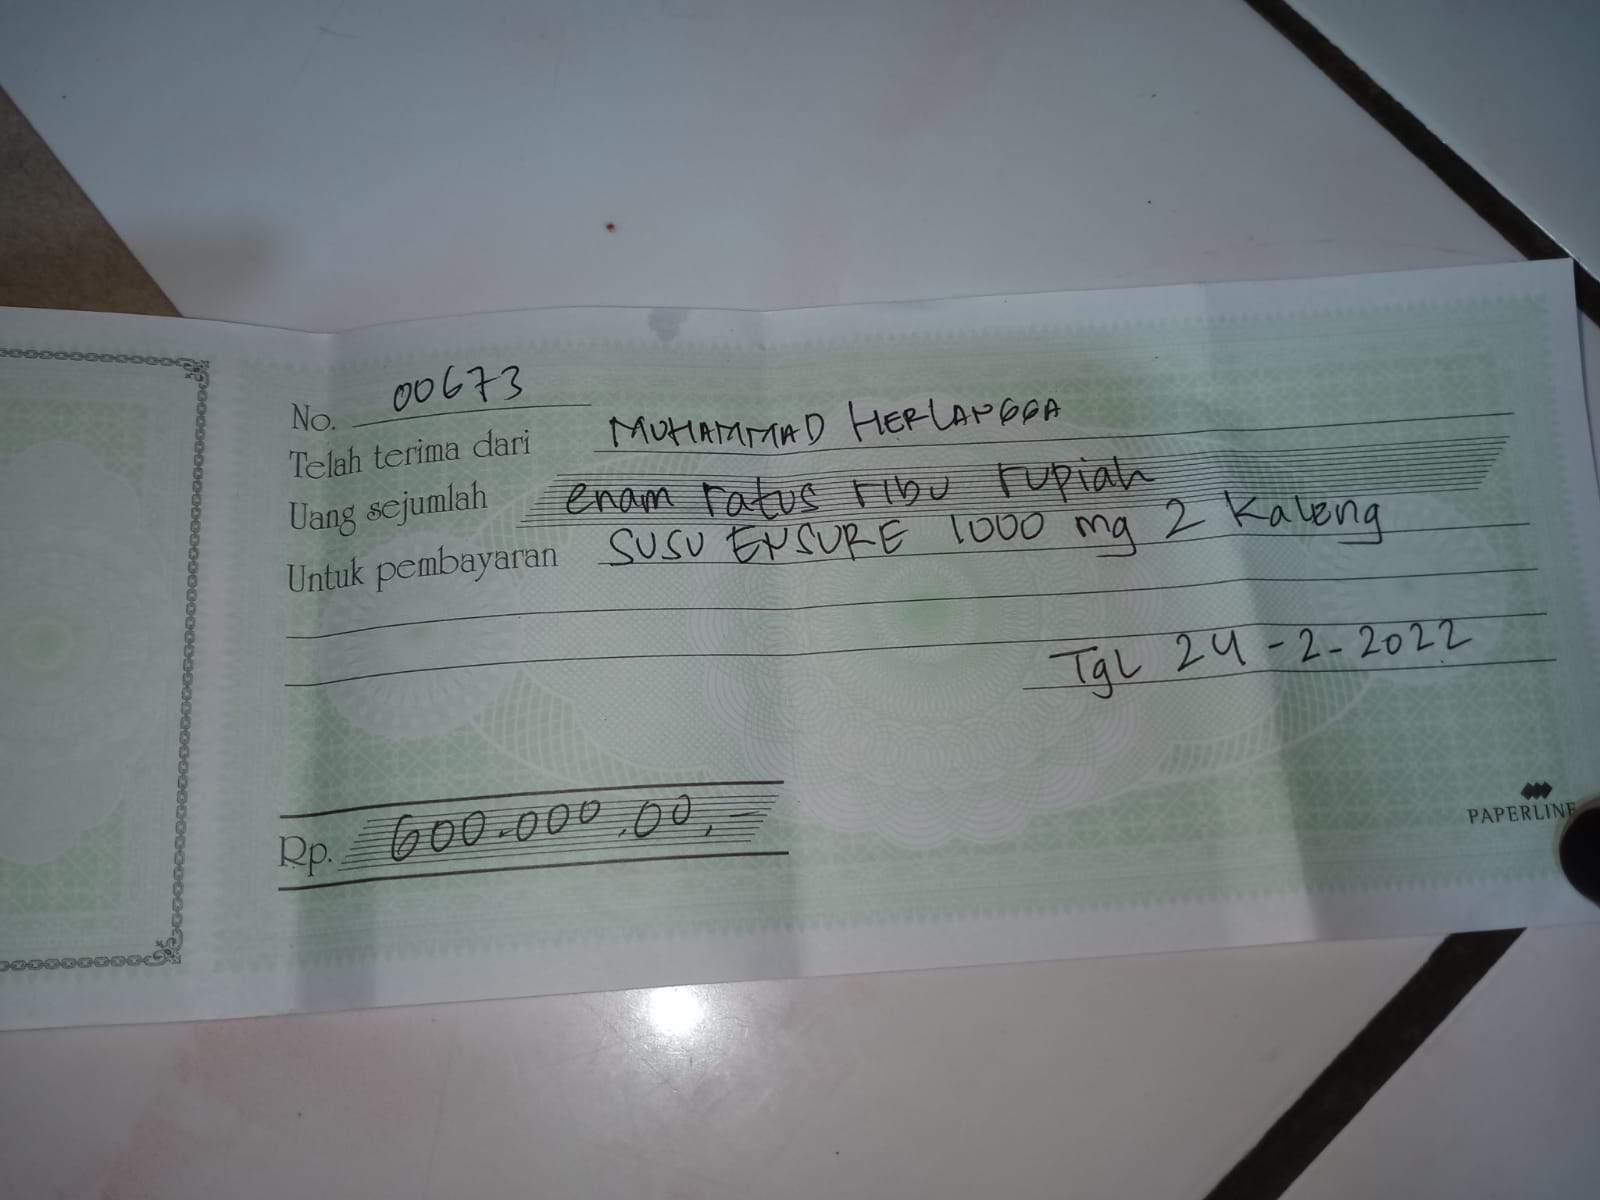 No. 00673
Telah terima dari MUHAMMAD HERLANGGA
Uang sejumlah enam ratus ribu rupiah
Untuk pembayaran SUSU ENSURE 1000 mg 2 Kaleng
TgL 24-2-2022
Rp. 600.000.00,-
PAPERLINE